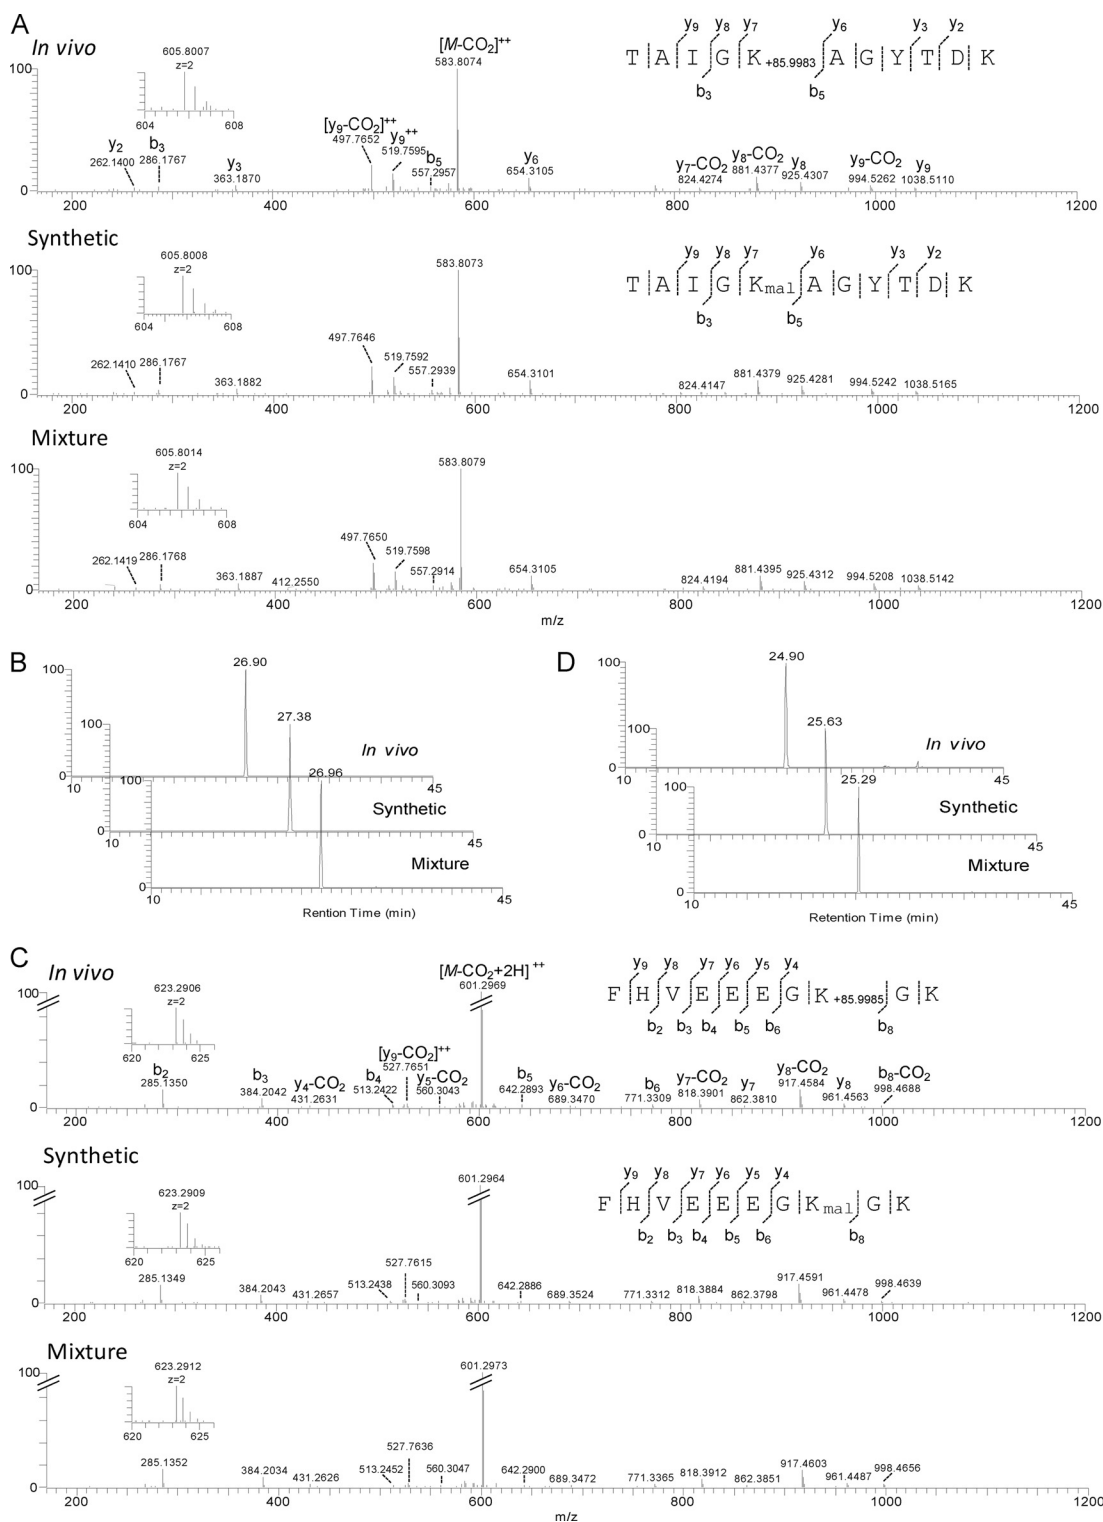 A
In vivo
[M-CO2]++
583.8074
605.8007
z=2
604 608
[y9-CO2]++
497.7652
y9++
519.7595
b5
557.2957
y2
262.1400
b3
286.1767
y3
363.1870
y6
654.3105
y7-CO2
824.4274
y8-CO2
881.4377
y8
925.4307
y9-CO2
994.5262
y9
1038.5110
y9 y8 y7 y6 y3 y2
T A I G K +85.9983 A G Y T D K
b3 b5
100
0
200 400 600 800 1000 1200
Synthetic
605.8008
z=2
604 608
583.8073
497.7646
519.7592
557.2939
262.1410
286.1767
363.1882
654.3101
824.4147
881.4379
925.4281
994.5242
1038.5165
y9 y8 y7 y6 y3 y2
T A I G Kmal A G Y T D K
b3 b5
100
0
200 400 600 800 1000 1200
Mixture
605.8014
z=2
604 608
583.8079
497.7650
519.7598
557.2914
262.1419
286.1768
363.1887
412.2550
654.3105
824.4194
881.4395
925.4312
994.5208
1038.5142
100
0
200 400 600 800 1000 1200
m/z
B
26.90
100
0
10 45
In vivo
27.38
100
0
10 45
Synthetic
26.96
100
0
10 45
Mixture
Rention Time (min)
D
24.90
100
0
10 45
In vivo
25.63
100
0
10 45
Synthetic
25.29
100
0
10 45
Mixture
Retention Time (min)
C
In vivo
[M-CO2+2H] ++
601.2969
623.2906
z=2
620 625
b2
285.1350
b3
384.2042
y4-CO2
431.2631
b4
513.2422
[y9-CO2]++
527.7651
y5-CO2
560.3043
b5
642.2893
y6-CO2
689.3470
b6
771.3309
y7-CO2
818.3901
y7
862.3810
y8-CO2
917.4584
y8
961.4563
b8-CO2
998.4688
y9 y8 y7 y6 y5 y4
F H V E E E G K +85.9985 G K
b2 b3 b4 b5 b6 b8
100
0
200 400 600 800 1000 1200
Synthetic
623.2909
z=2
620 625
601.2964
285.1349
384.2043
431.2657
513.2438
527.7615
560.3093
642.2886
689.3524
771.3312
818.3884
862.3798
917.4591
961.4478
998.4639
y9 y8 y7 y6 y5 y4
F H V E E E G Kmal G K
b2 b3 b4 b5 b6 b8
100
0
200 400 600 800 1000 1200
Mixture
623.2912
z=2
620 625
601.2973
285.1352
384.2034
431.2626
513.2452
527.7636
560.3047
642.2900
689.3472
771.3365
818.3912
862.3851
917.4603
961.4487
998.4656
100
0
200 400 600 800 1000 1200
m/z